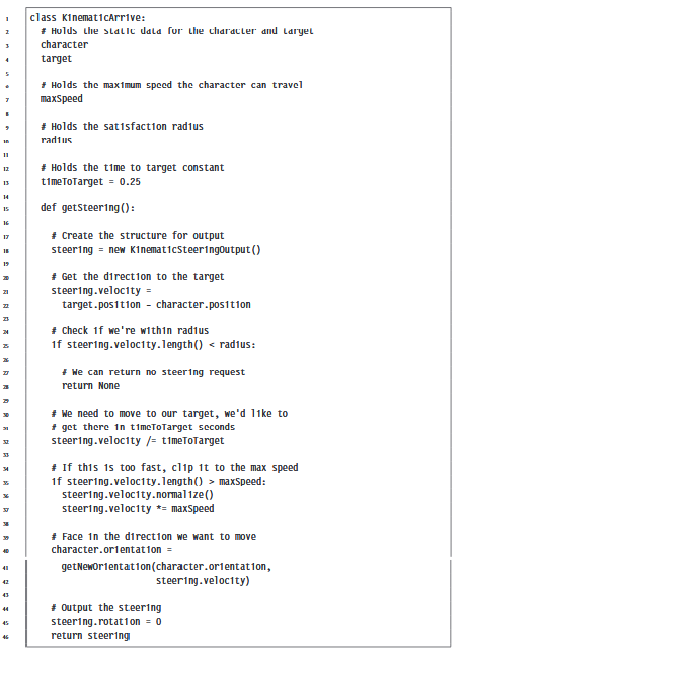 1 class KinematicArrive:
2 # Holds the static data for the character and target
3 character
4 target
5
6 # Holds the maximum speed the character can travel
7 maxSpeed
8
9 # Holds the satisfaction radius
10 radius
11
12 # Holds the time to target constant
13 timeToTarget = 0.25
14
15 def getSteering():
16
17 # Create the structure for output
18 steering = new KinematicSteeringOutput()
19
20 # Get the direction to the target
21 steering.velocity =
22 target.position - character.position
23
24 # Check if we're within radius
25 if steering.velocity.length() < radius:
26
27 # We can return no steering request
28 return None
29
30 # We need to move to our target, we'd like to
31 # get there in timeToTarget seconds
32 steering.velocity /= timeToTarget
33
34 # If this is too fast, clip it to the max speed
35 if steering.velocity.length() > maxSpeed:
36 steering.velocity.normalize()
37 steering.velocity *= maxSpeed
38
39 # Face in the direction we want to move
40 character.orientation =
41 getNewOrientation(character.orientation,
42 steering.velocity)
43
44 # Output the steering
45 steering.rotation = 0
46 return steering